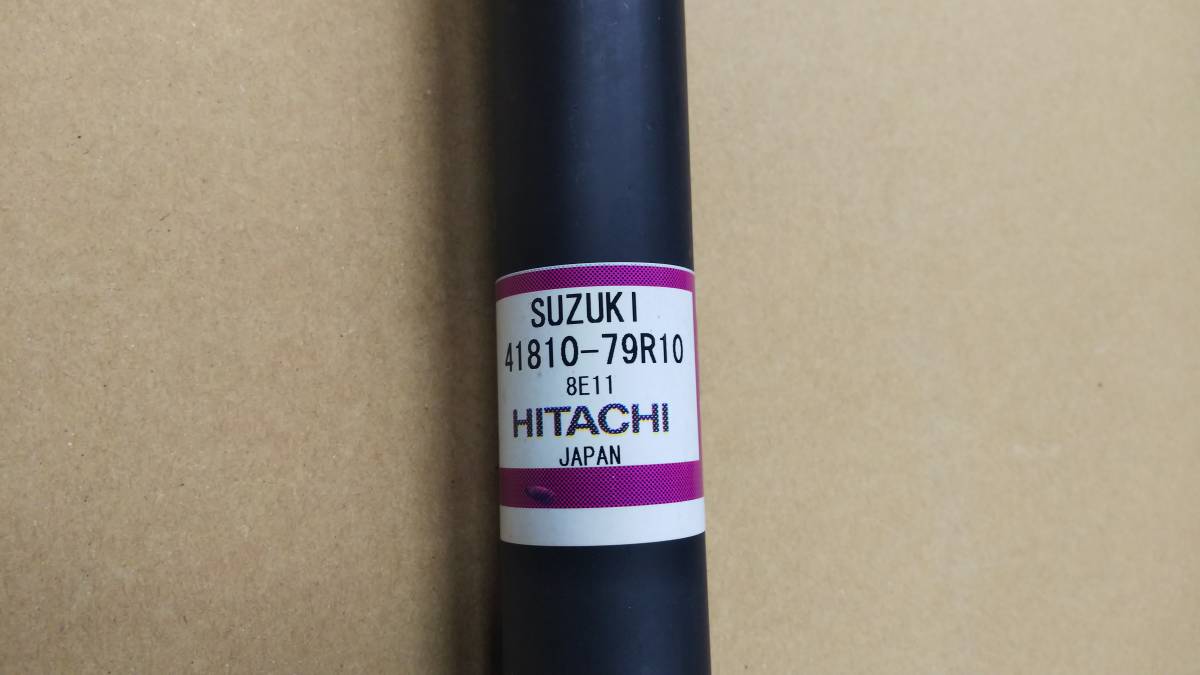 SUZUKI
41810-79R10
8E11
HITACHI
JAPAN